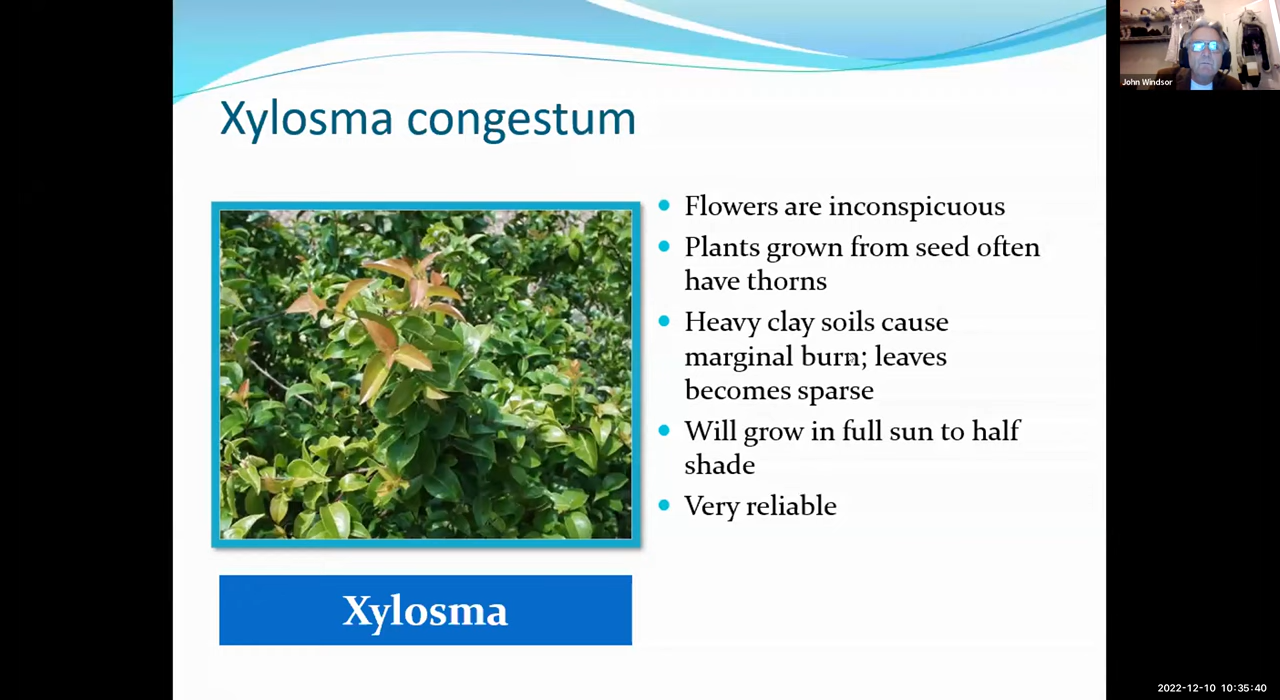 Xylosma congestum
Flowers are inconspicuous
Plants grown from seed often
have thorns
Heavy clay soils cause
marginal burn; leaves
becomes sparse
Will grow in full sun to half
shade
Very reliable
Xylosma
John Windsor
2022-12-10 10:35:40